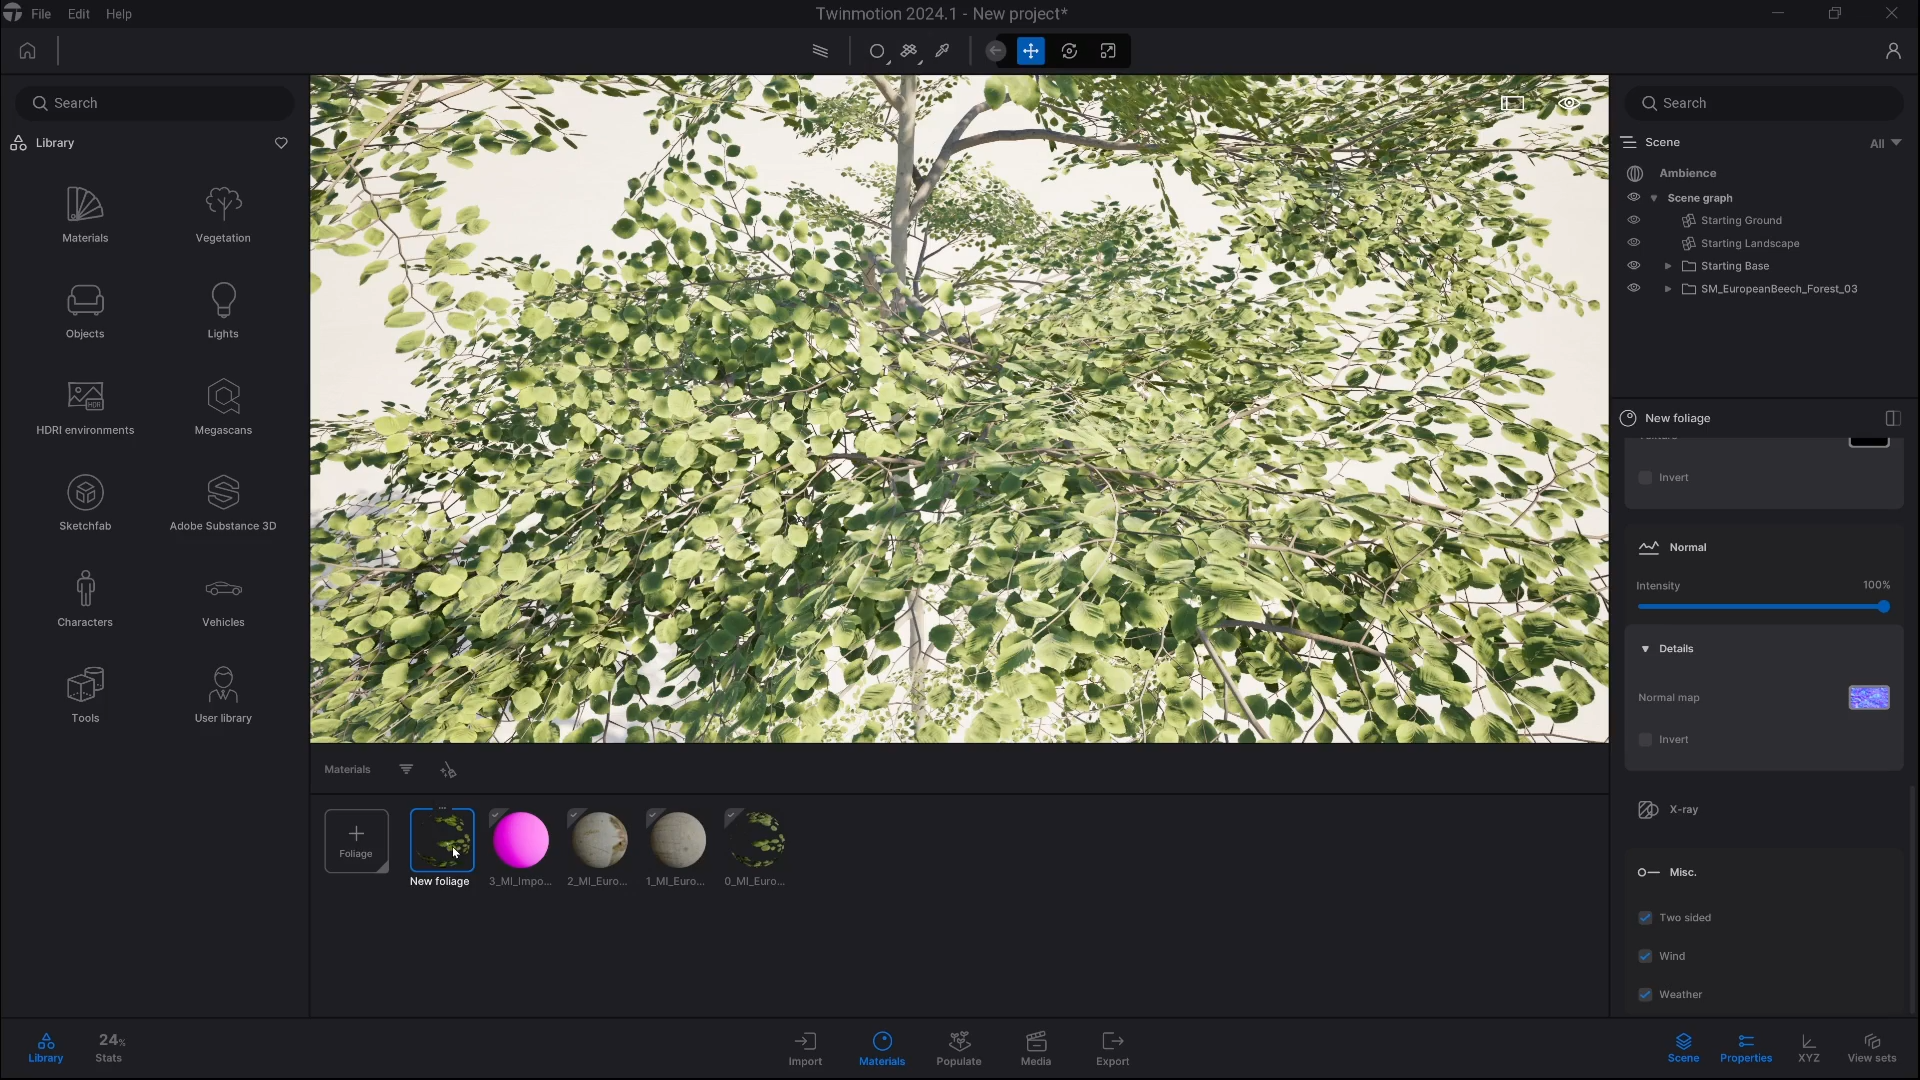 File Edit Help
Twinmotion 2024.1 - New project*
Search
Library
Materials
Vegetation
Objects
Lights
HDR
HDRI environments
Megascans
Sketchfab
Adobe Substance 3D
Characters
Vehicles
Tools
User library
Materials
+
Foliage
New foliage
3_MI_Impo...
2_MI_Euro...
1_MI_Euro...
0_MI_Euro...
Search
Scene
All
Ambience
Scene graph
Starting Ground
Starting Landscape
Starting Base
SM_EuropeanBeech_Forest_03
New foliage
Invert
Normal
Intensity 100%
Details
Normal map
Invert
X-ray
Misc.
Two sided
Wind
Weather
Library
24%
Stats
Import
Materials
Populate
Media
Export
Scene
Properties
XYZ
View sets